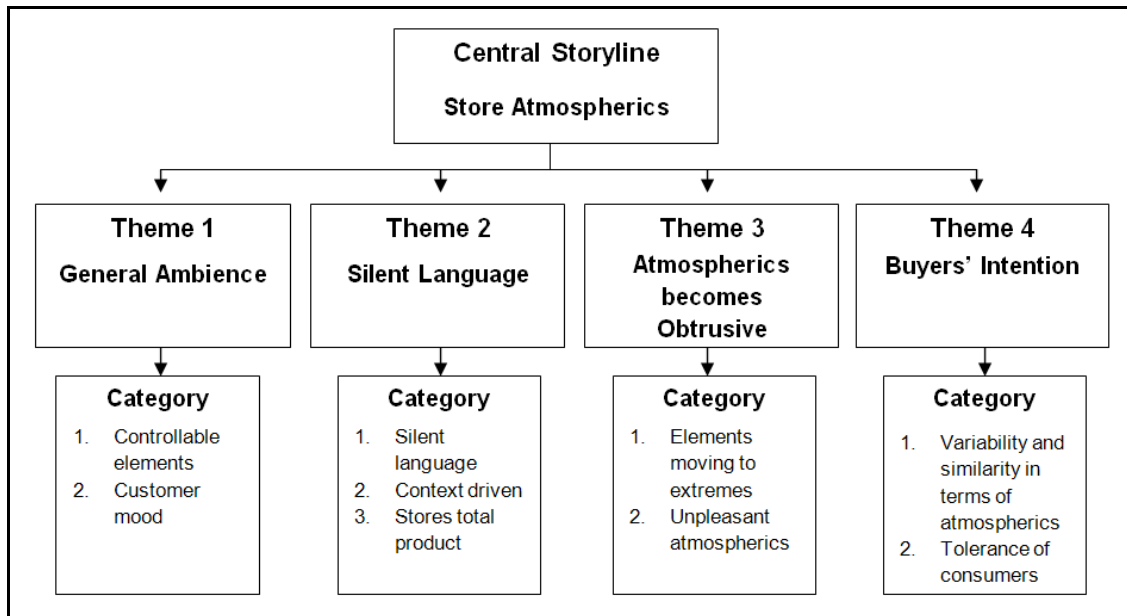 Central Storyline
Store Atmospherics
Theme 1
General Ambience
Theme 2
Silent Language
Theme 3
Atmospherics
becomes
Obtrusive
Theme 4
Buyers’ Intention
Category
1. Controllable
elements
2. Customer
mood
Category
1. Silent
language
2. Context driven
3. Stores total
product
Category
1. Elements
moving to
extremes
2. Unpleasant
atmospherics
Category
1. Variability and
similarity in
terms of
atmospherics
2. Tolerance of
consumers